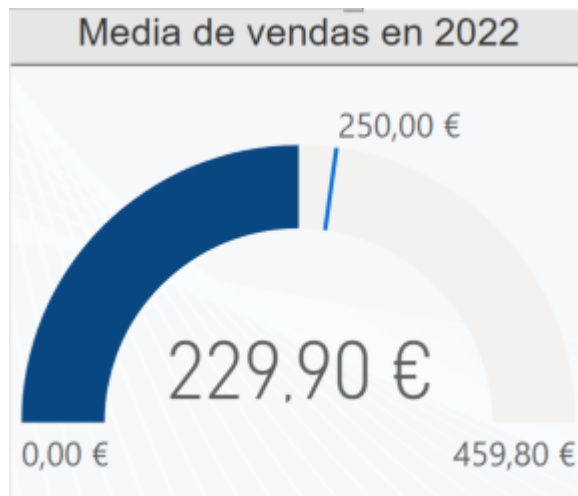 Media de vendas en 2022
250,00 €
229,90 €
0,00 €
459,80 €